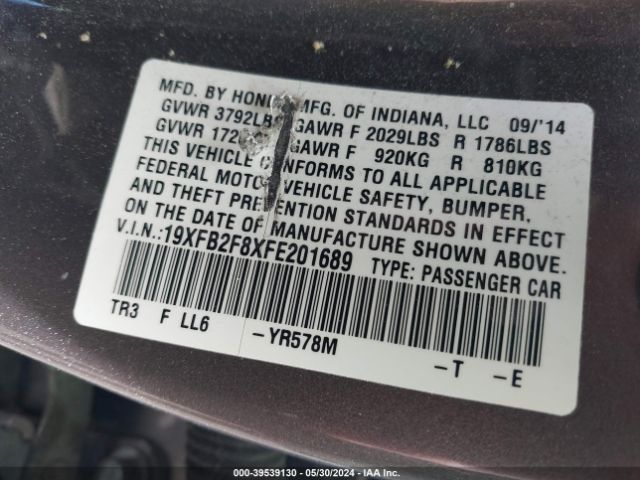 MFD. BY HOND MFG. OF INDIANA, LLC 09/'14
GVWR 3792LBS GAWR F 2029LBS R 1786LBS
GVWR 172 GAWR F 920KG R 810KG
THIS VEHICLE CONFORMS TO ALL APPLICABLE
FEDERAL MOTOR VEHICLE SAFETY, BUMPER,
AND THEFT PREVENTION STANDARDS IN EFFECT
ON THE DATE OF MANUFACTURE SHOWN ABOVE.
V.I.N.:19XFB2F8XFE201689 TYPE: PASSENGER CAR
TR3 F LL6 -YR578M -T -E
000-39539130 - 05/30/2024 - IAA Inc.